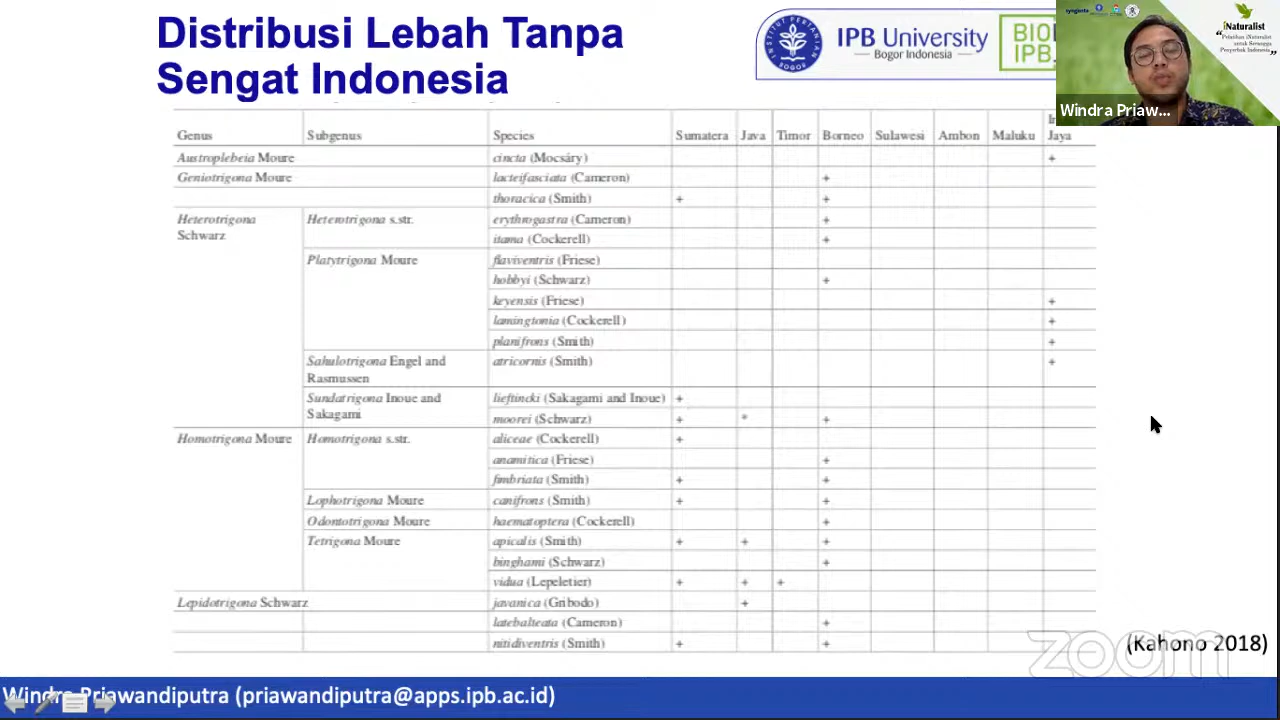 Distribusi Lebah Tanpa
Sengat Indonesia
IPB University
Bogor Indonesia
INSTITUT PERTANIAN BOGOR
iNaturalist
Windra Priaw...
Genus Subgenus Species Sumatera Java Timor Borneo Sulawesi Ambon Maluku Jaya
Austroplebeia Moure cincta (Mocsáry) +
Geniotrigona Moure lacteifasciata (Cameron) +
thoracica (Smith) + +
Heterotrigona Schwarz Heterotrigona s.str. erythrogastra (Cameron) +
itama (Cockerell) +
Platytrigona Moure flaviventris (Friese)
hobbyi (Schwarz) +
keyensis (Friese) +
lamingtonia (Cockerell) +
planifrons (Smith) +
Sahulotrigona Engel and Rasmussen atricornis (Smith) +
Sundatrigona Inoue and Sakagami lieftincki (Sakagami and Inoue) +
moorei (Schwarz) + * +
Homotrigona Moure Homotrigona s.str. aliceae (Cockerell) +
anamitica (Friese) +
fimbriata (Smith) + +
Lophotrigona Moure canifrons (Smith) + +
Odontotrigona Moure haematoptera (Cockerell) +
Tetrigona Moure apicalis (Smith) + + +
binghami (Schwarz) +
vidua (Lepeletier) + + +
Lepidotrigona Schwarz javanica (Gribodo) +
latebalteata (Cameron) +
nitidiventris (Smith) + +
zoom
(Kahono 2018)
Windra Priawandiputra (priawandiputra@apps.ipb.ac.id)